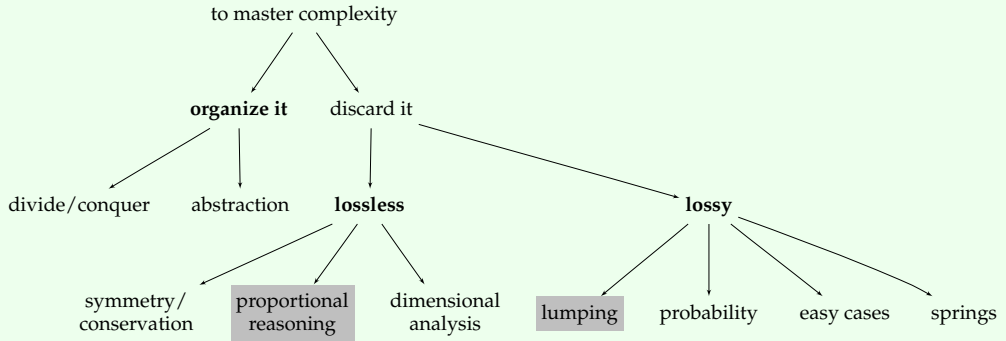 to master complexity
organize it
discard it
divide/conquer
abstraction
lossless
lossy
symmetry/
conservation
proportional
reasoning
dimensional
analysis
lumping
probability
easy cases
springs